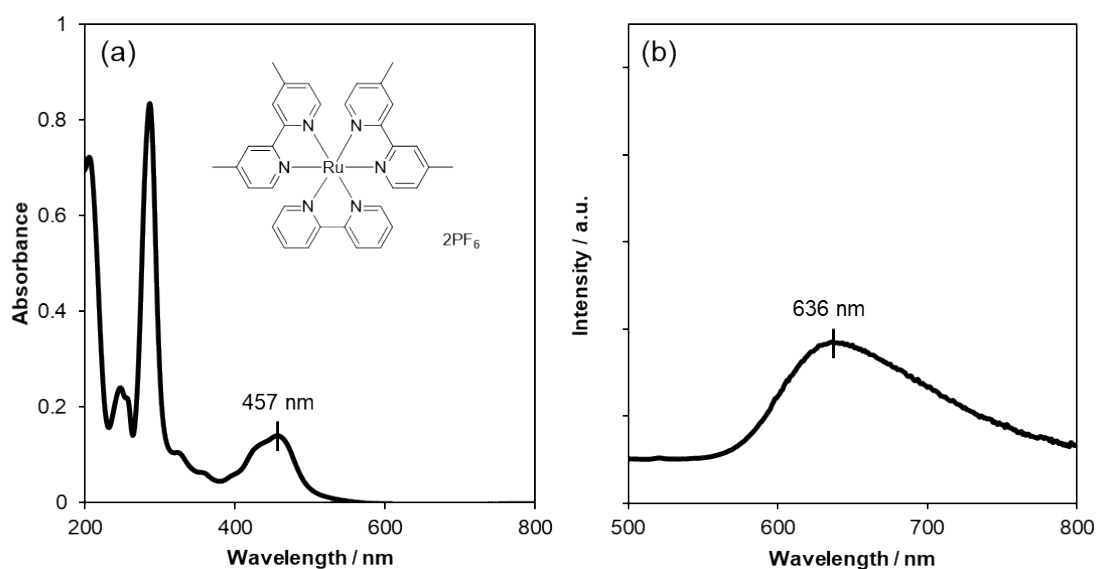 (a)
1
0.8
0.6
0.4
0.2
0
Absorbance
N
N
N
Ru
N
N
N
2PF₆
457 nm
200
400
600
800
Wavelength / nm
(b)
Intensity / a.u.
636 nm
500
600
700
800
Wavelength / nm